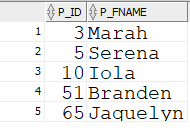 P_ID P_FNAME
1 3 Marah
2 5 Serena
3 10 Iola
4 51 Branden
5 65 Jaquelyn